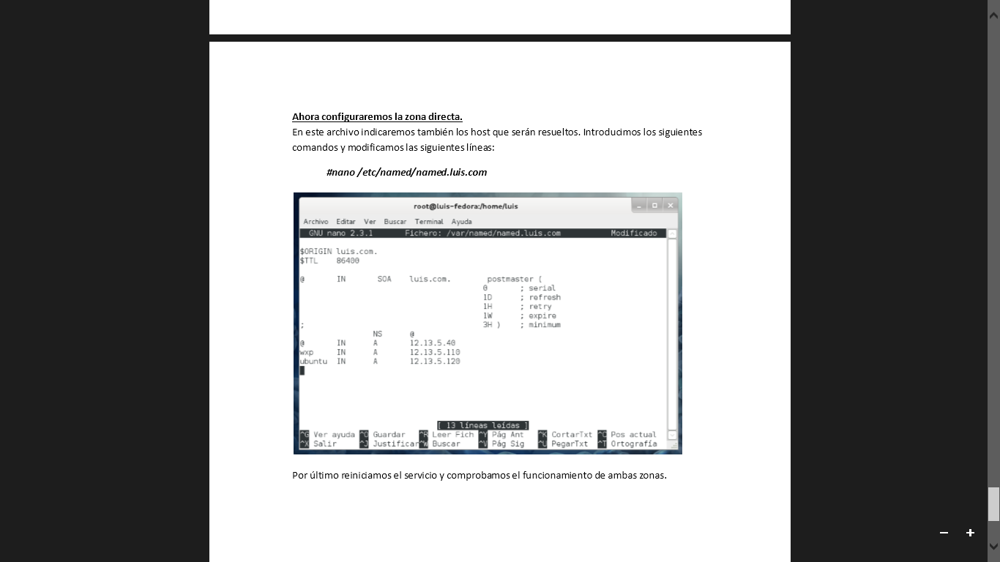 Ahora configuraremos la zona directa.
En este archivo indicaremos también los host que serán resueltos. Introducimos los siguientes
comandos y modificamos las siguientes líneas:
#nano /etc/named/named.luis.com
root@luis-fedora:/home/luis
Archivo Editar Ver Buscar Terminal Ayuda
GNU nano 2.3.1 Fichero: /var/named/named.luis.com Modificado
$ORIGIN luis.com.
$TTL 86400
@ IN SOA luis.com. postmaster (
0 ; serial
1D ; refresh
1H ; retry
1W ; expire
; 3H ) ; minimum
NS @
@ IN A 12.13.5.40
wxp IN A 12.13.5.110
ubuntu IN A 12.13.5.120
[ 13 líneas leídas ]
^G Ver ayuda ^O Guardar ^R Leer Fich ^Y Pág Ant ^K CortarTxt ^C Pos actual
^X Salir ^J Justificar ^W Buscar ^V Pág Sig ^U PegarTxt ^T Ortografía
Por último reiniciamos el servicio y comprobamos el funcionamiento de ambas zonas.